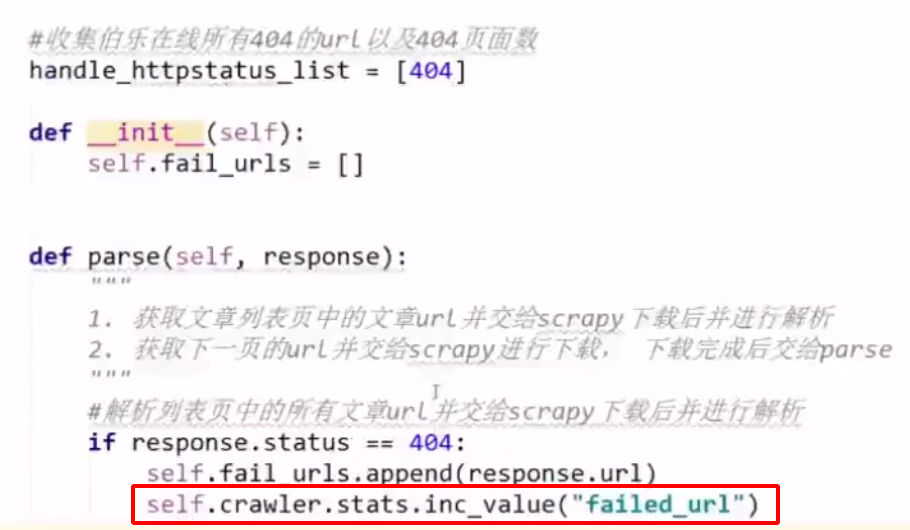 #收集伯乐在线所有404的url以及404页面数
handle_httpstatus_list = [404]
def __init__(self):
self.fail_urls = []
def parse(self, response):
"""
1. 获取文章列表页中的文章url并交给scrapy下载后并进行解析
2. 获取下一页的url并交给scrapy进行下载, 下载完成后交给parse
"""
#解析列表页中的所有文章url并交给scrapy下载后并进行解析
if response.status == 404:
self.fail_urls.append(response.url)
self.crawler.stats.inc_value("failed_url")